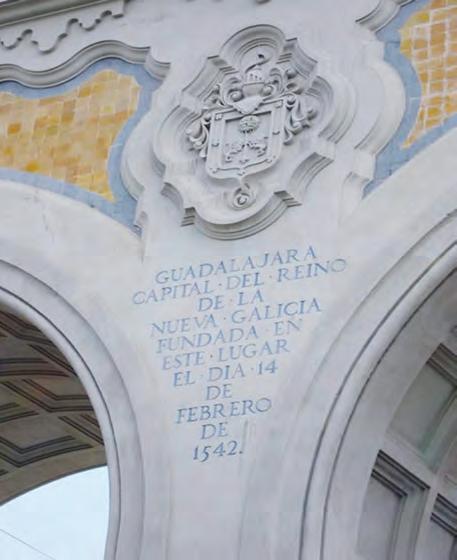 GUADALAJARA
CAPITAL·DEL·REINO
DE·LA
NUEVA·GALICIA
FUNDADA·EN
ESTE·LUGAR
EL·DIA·14
DE
FEBRERO
DE
1542.